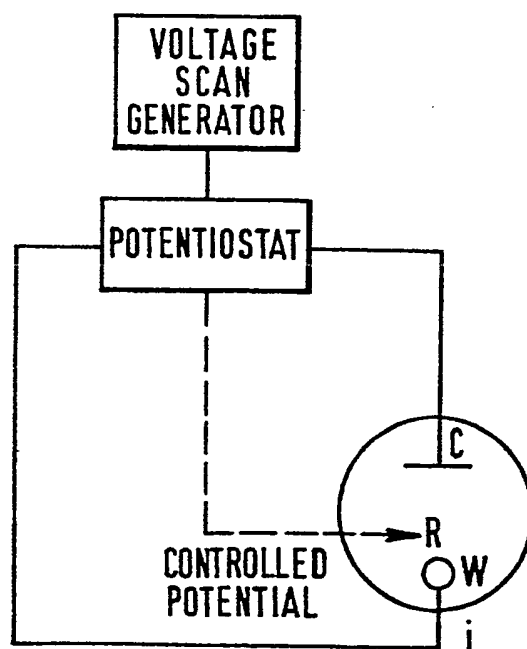 VOLTAGE
SCAN
GENERATOR
POTENTIOSTAT
C
R
W
CONTROLLED
POTENTIAL
i